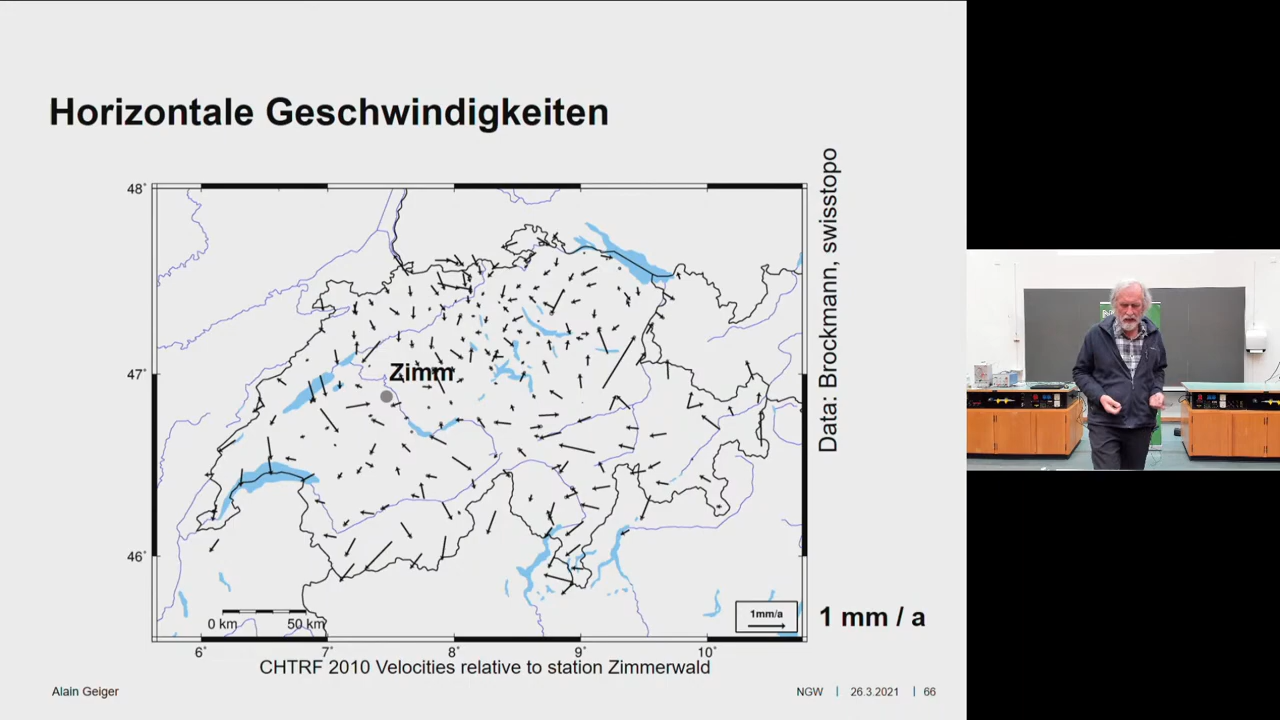 Horizontale Geschwindigkeiten
Data: Brockmann, swisstopo
48°
47°
46°
Zimm
0 km 50 km
1mm/a
1 mm / a
6° 7° 8° 9° 10°
CHTRF 2010 Velocities relative to station Zimmerwald
Alain Geiger
NGW | 26.3.2021 | 66